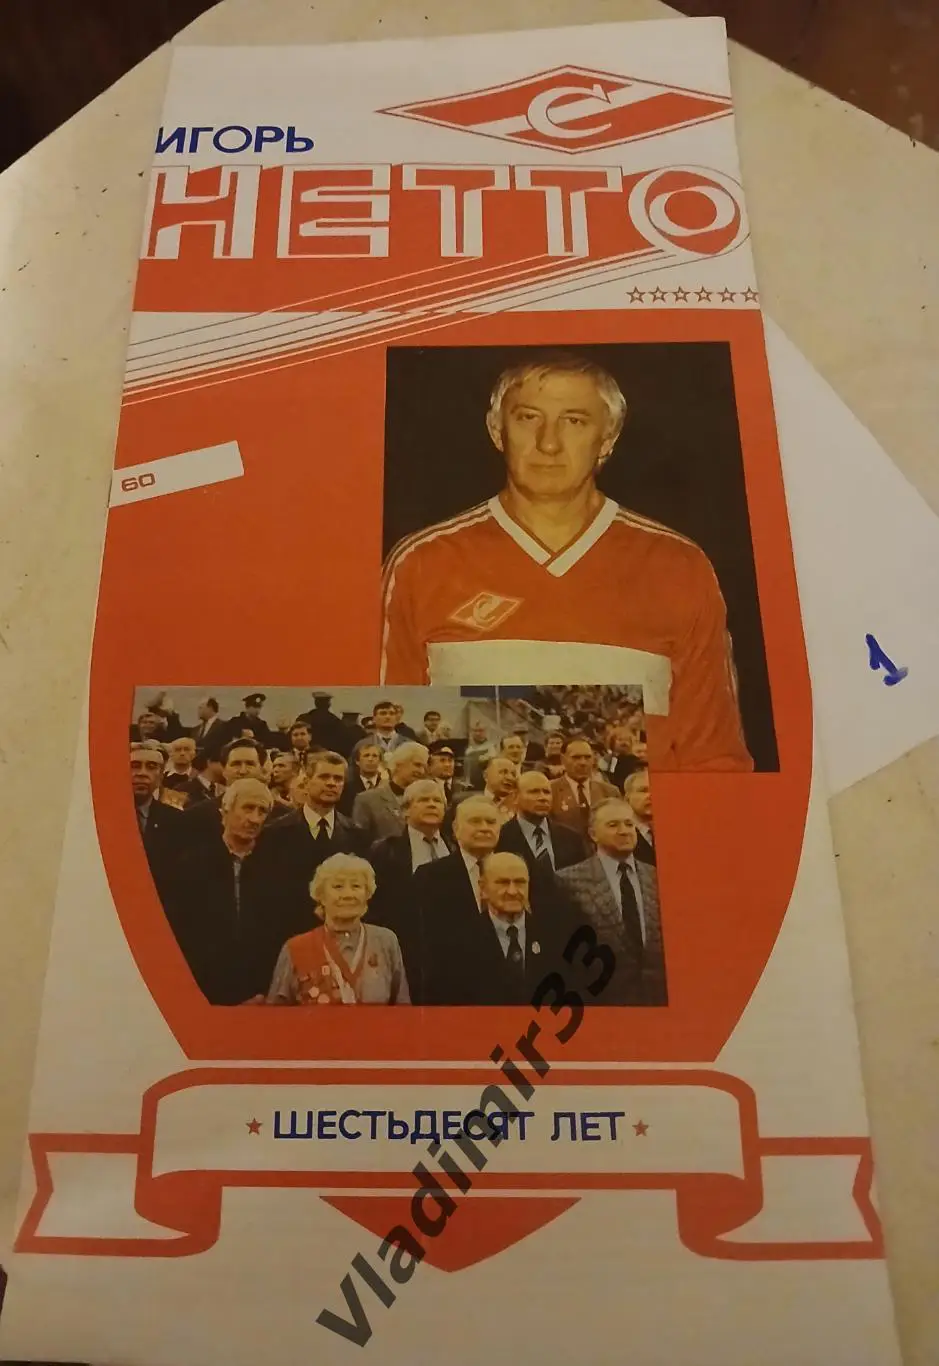 С
ИГОРЬ
НЕТТО
60
С
1
ШЕСТЬДЕСЯТ ЛЕТ
Vladimir33